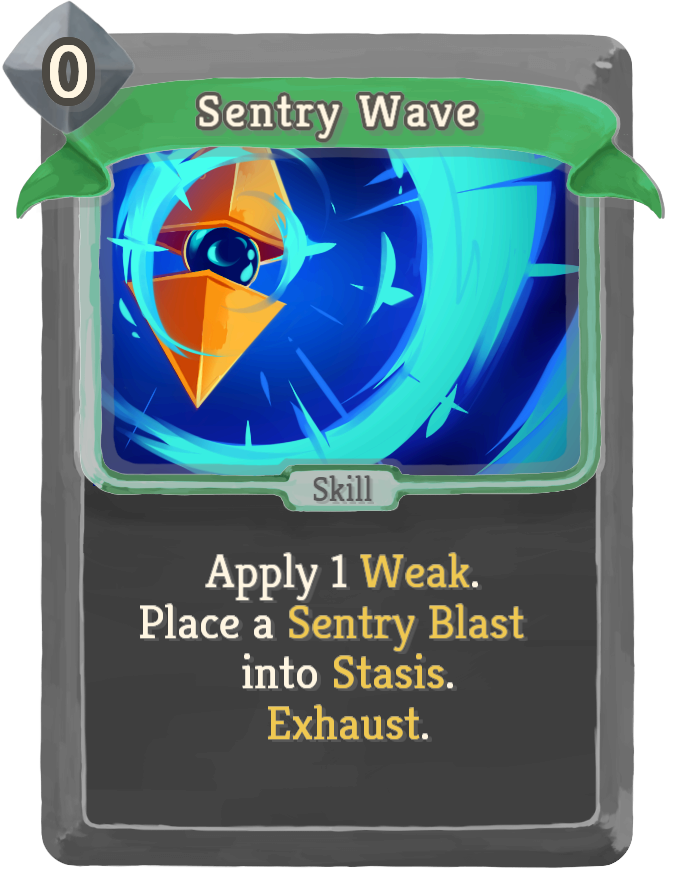 0
Sentry Wave
Skill
Apply 1 Weak.
Place a Sentry Blast
into Stasis.
Exhaust.